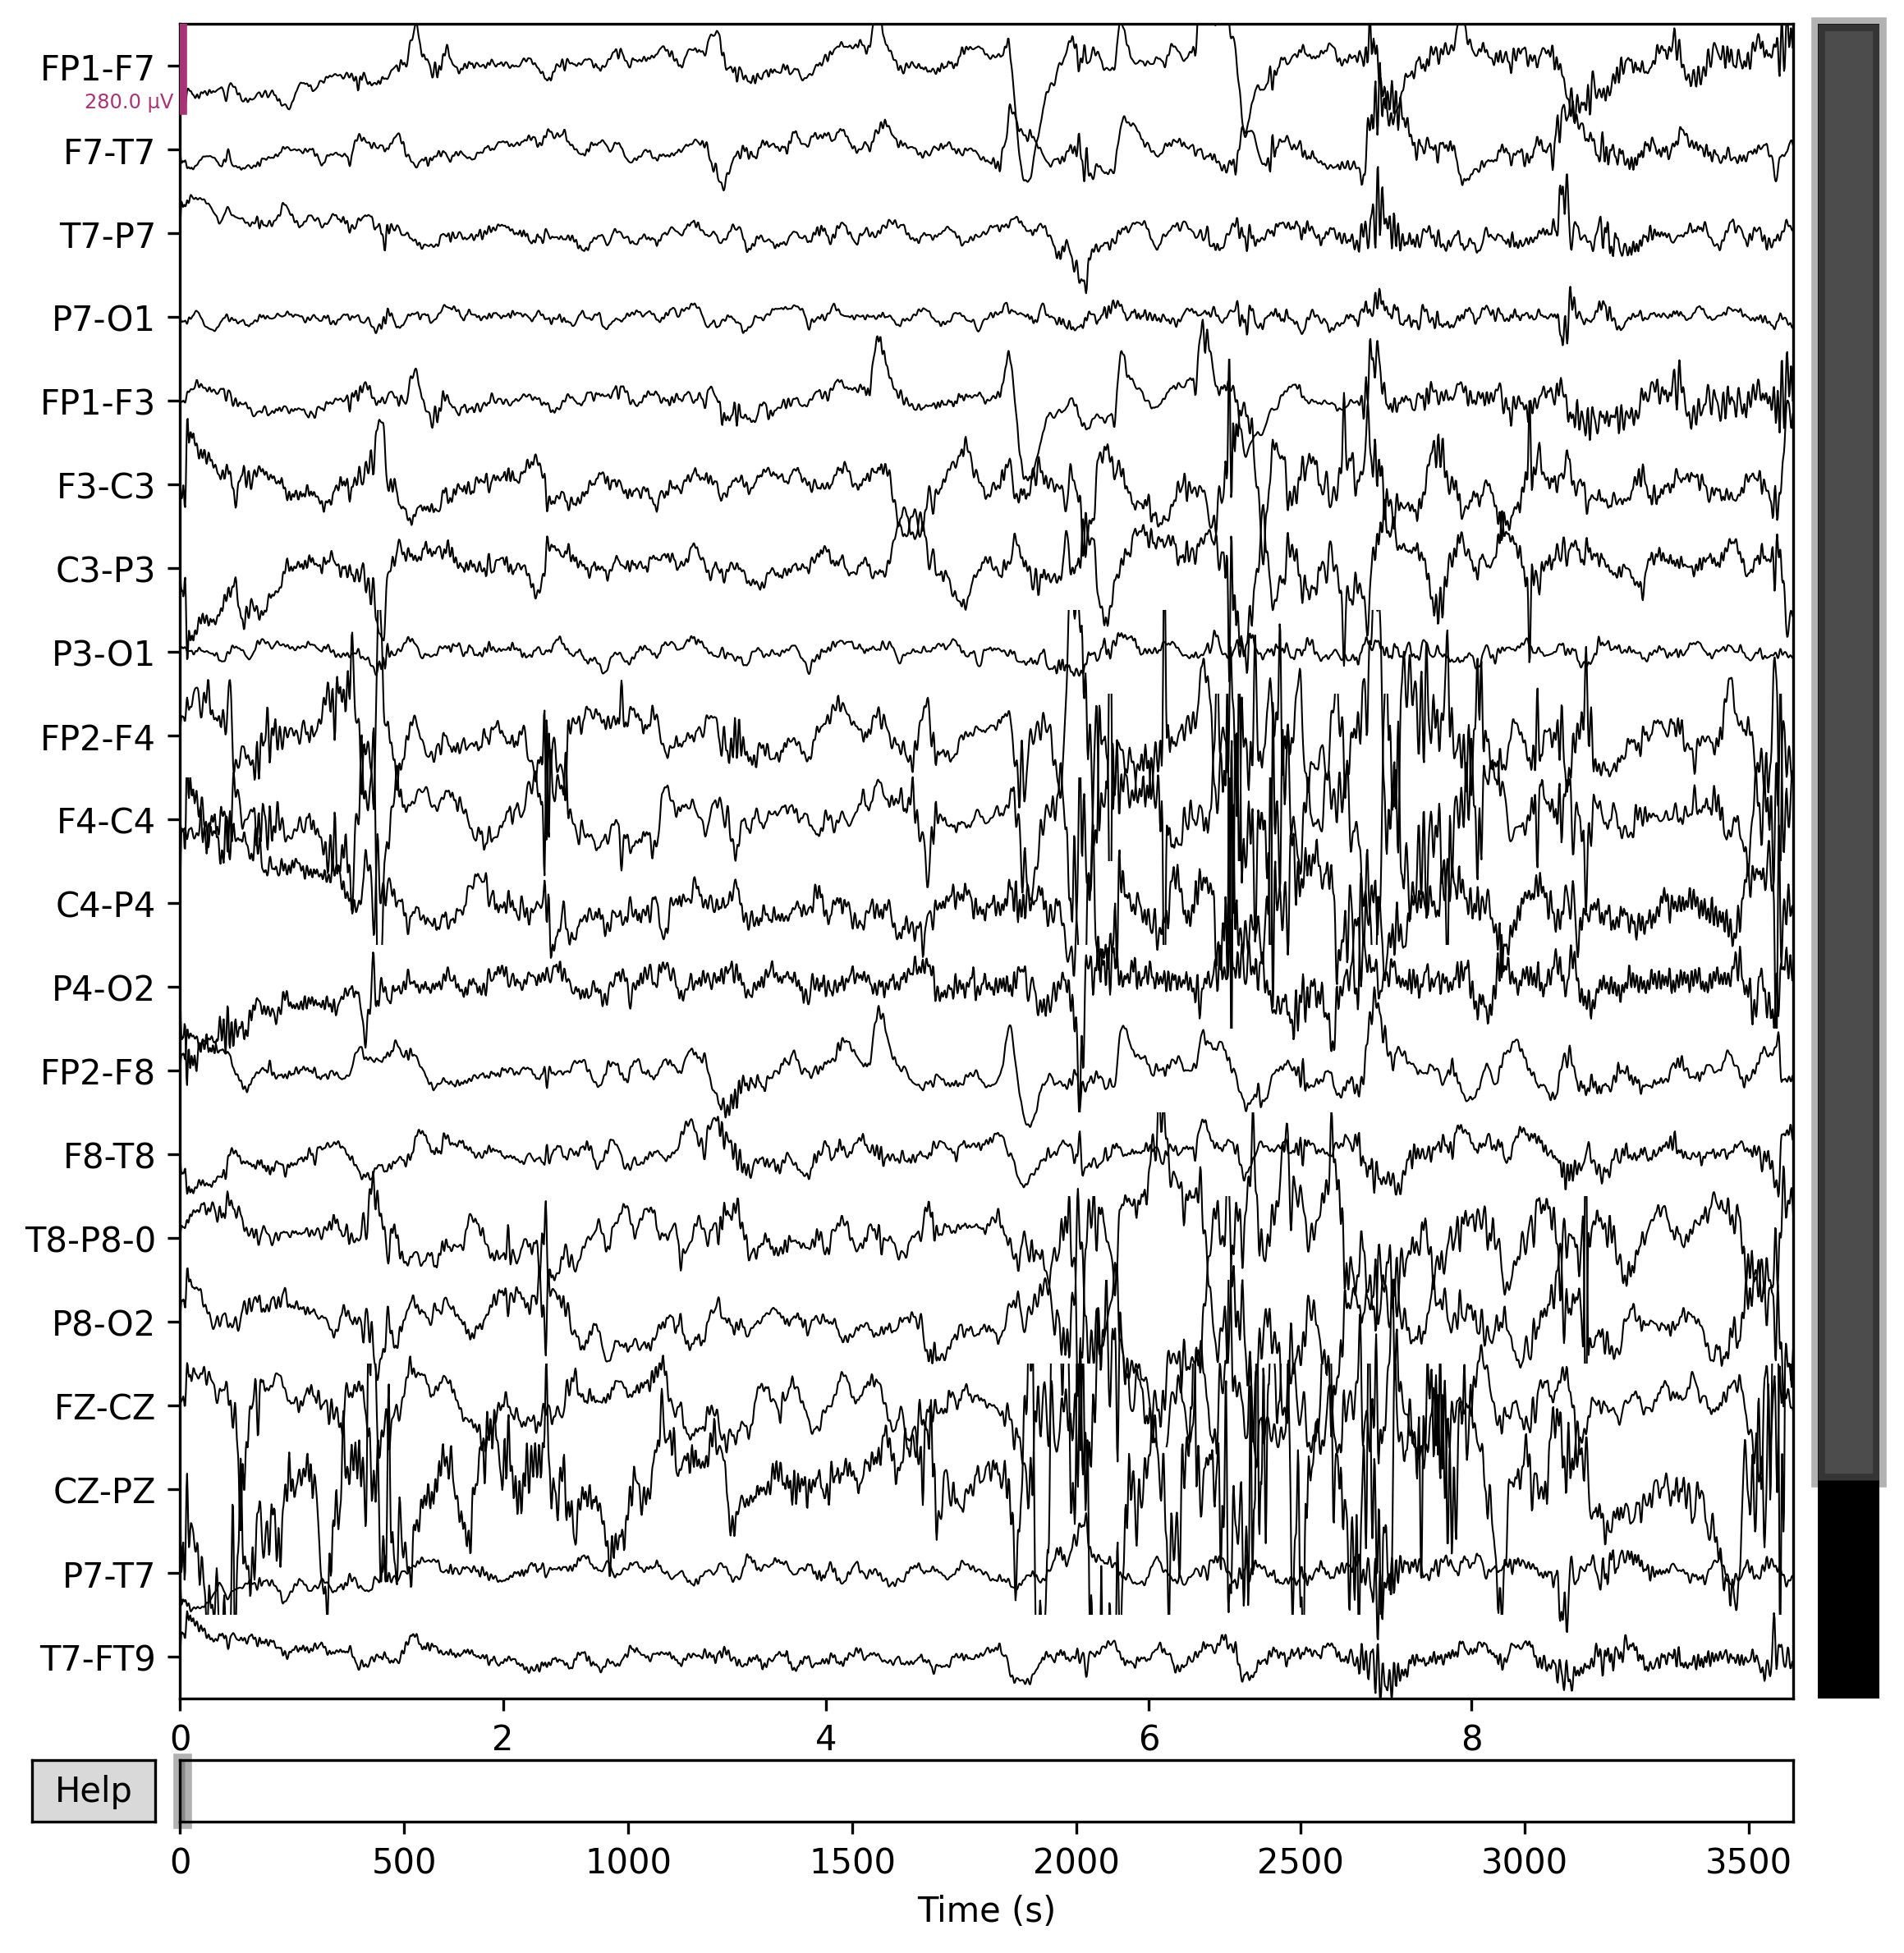 FP1-F7
280.0 µV
F7-T7
T7-P7
P7-O1
FP1-F3
F3-C3
C3-P3
P3-O1
FP2-F4
F4-C4
C4-P4
P4-O2
FP2-F8
F8-T8
T8-P8-0
P8-O2
FZ-CZ
CZ-PZ
P7-T7
T7-FT9
0 2 4 6 8
Help
0 500 1000 1500 2000 2500 3000 3500
Time (s)